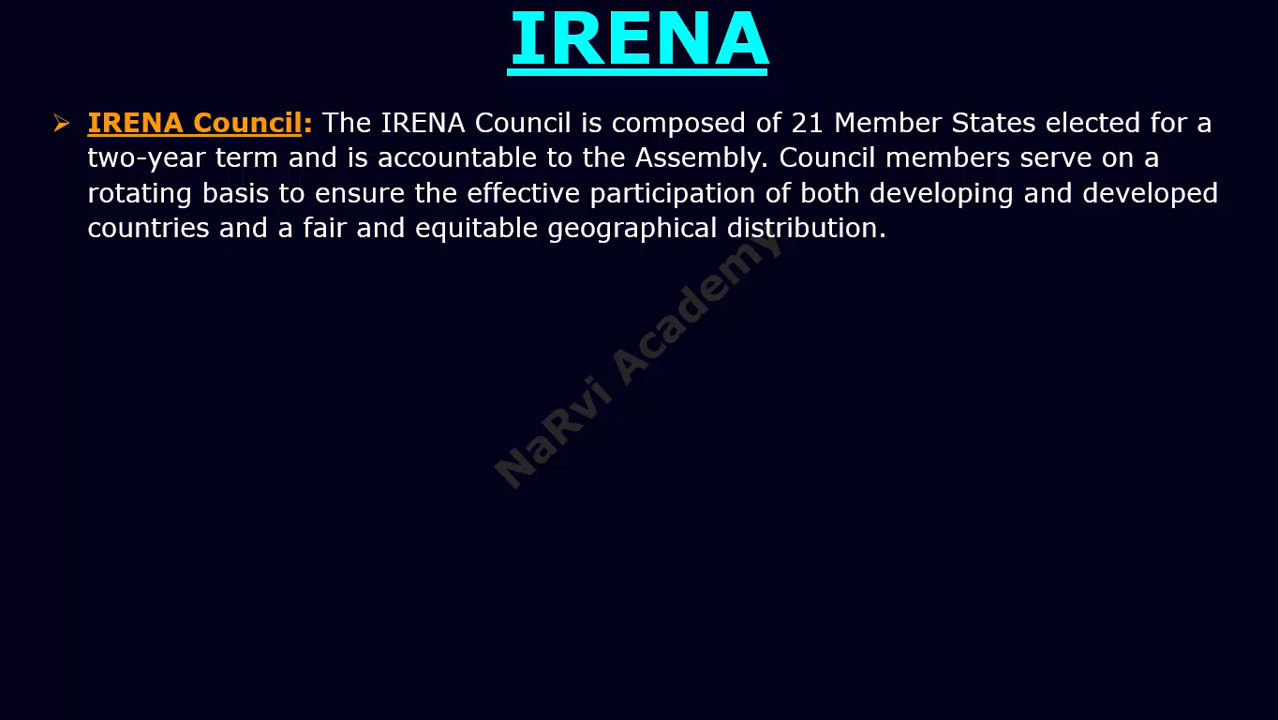 IRENA
➢ IRENA Council: The IRENA Council is composed of 21 Member States elected for a
two-year term and is accountable to the Assembly. Council members serve on a
rotating basis to ensure the effective participation of both developing and developed
countries and a fair and equitable geographical distribution.
NaRvi Academy